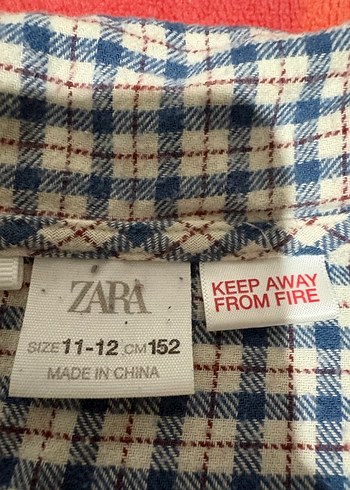 ZARA
SIZE 11-12 CM 152
MADE IN CHINA
KEEP AWAY
FROM FIRE